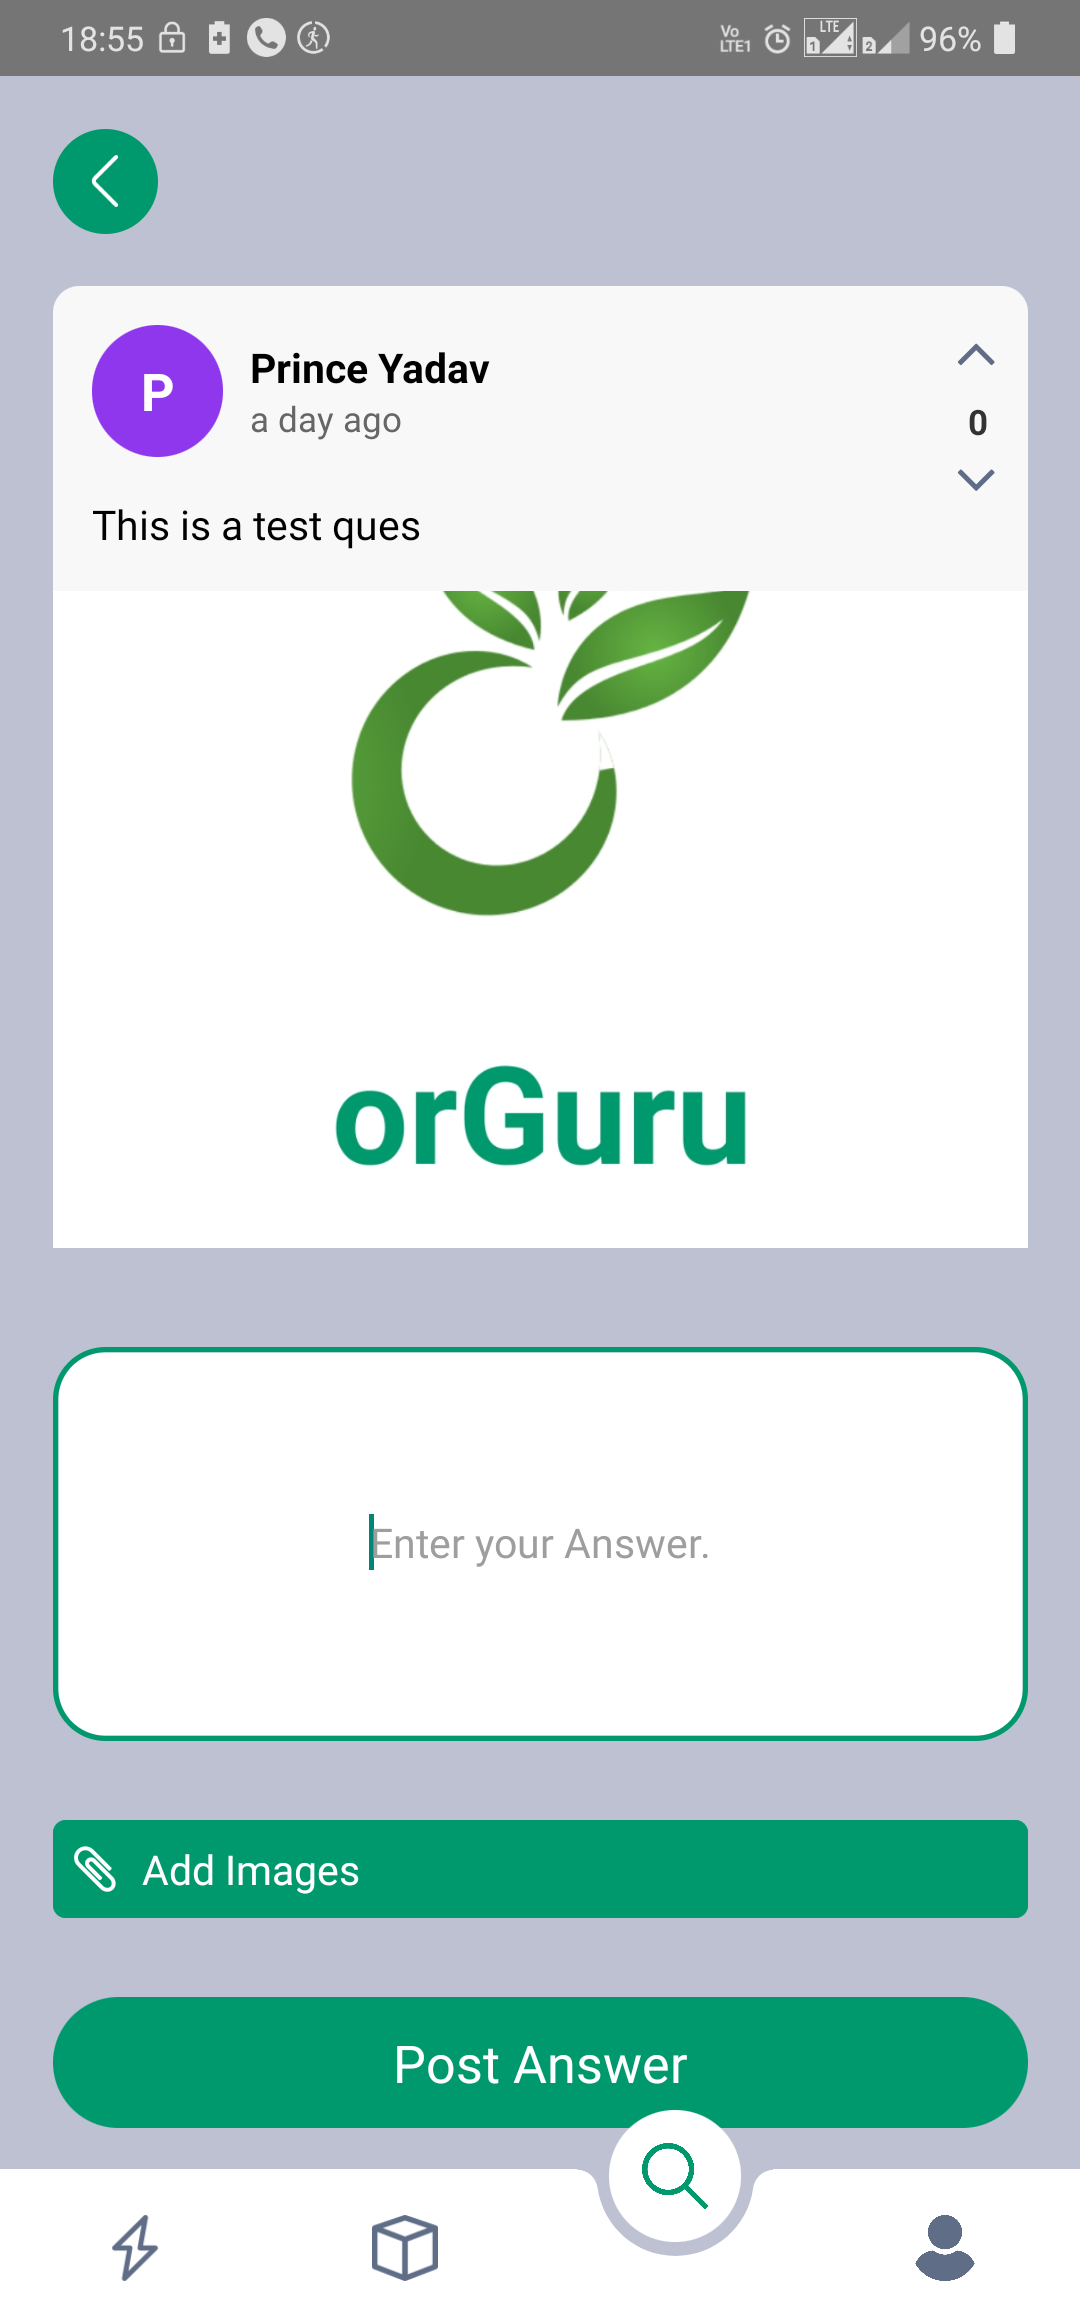 18:55
Vo LTE1 LTE 1 2 96%
P
Prince Yadav
a day ago
0
This is a test ques
orGuru
Enter your Answer.
Add Images
Post Answer